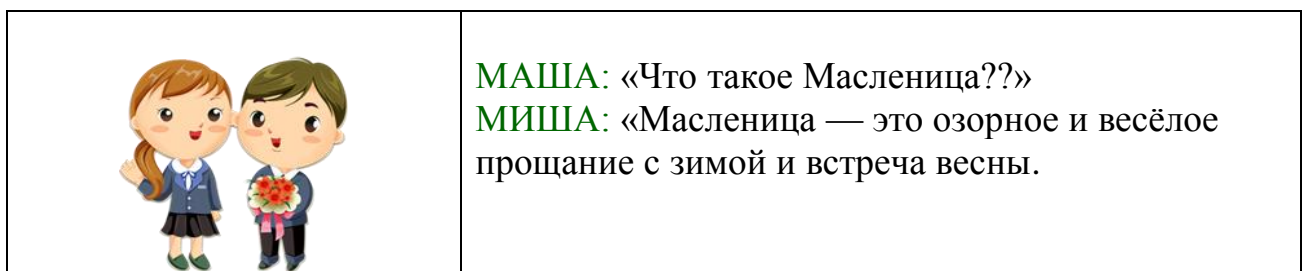 МАША: «Что такое Масленица??»
МИША: «Масленица — это озорное и весёлое
прощание с зимой и встреча весны.